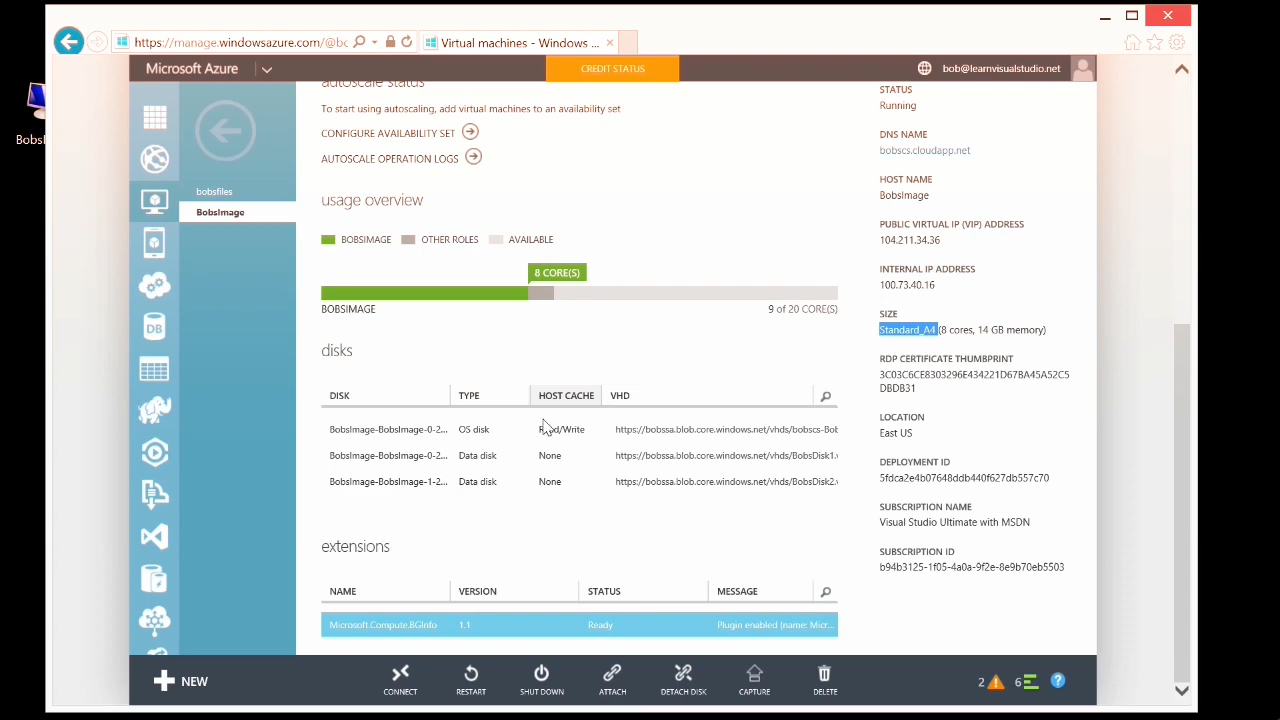 https://manage.windowsazure.com/@bc
Virtual machines - Windows ...
Microsoft Azure
CREDIT STATUS
bob@learnvisualstudio.net
autoscale status
To start using autoscaling, add virtual machines to an availability set
CONFIGURE AVAILABILITY SET
AUTOSCALE OPERATION LOGS
bobsfiles
BobsImage
usage overview
BOBSIMAGE OTHER ROLES AVAILABLE
8 CORE(S)
BOBSIMAGE 9 of 20 CORE(S)
disks
DISK TYPE HOST CACHE VHD
BobsImage-BobsImage-0-2... OS disk Read/Write https://bobssa.blob.core.windows.net/vhds/bobscs-Bob
BobsImage-BobsImage-0-2... Data disk None https://bobssa.blob.core.windows.net/vhds/BobsDisk1.v
BobsImage-BobsImage-1-2... Data disk None https://bobssa.blob.core.windows.net/vhds/BobsDisk2.v
extensions
NAME VERSION STATUS MESSAGE
Microsoft.Compute.BGInfo 1.1 Ready Plugin enabled (name: Micr...
STATUS
Running
DNS NAME
bobscs.cloudapp.net
HOST NAME
BobsImage
PUBLIC VIRTUAL IP (VIP) ADDRESS
104.211.34.36
INTERNAL IP ADDRESS
100.73.40.16
SIZE
Standard_A4 (8 cores, 14 GB memory)
RDP CERTIFICATE THUMBPRINT
3C03C6CE8303296E434221D67BA45A52C5
DBDB31
LOCATION
East US
DEPLOYMENT ID
5fdca2e4b07648ddb440f627db557c70
SUBSCRIPTION NAME
Visual Studio Ultimate with MSDN
SUBSCRIPTION ID
b94b3125-1f05-4a0a-9f2e-8e9b70eb5503
NEW
CONNECT
RESTART
SHUT DOWN
ATTACH
DETACH DISK
CAPTURE
DELETE
2
6
DB